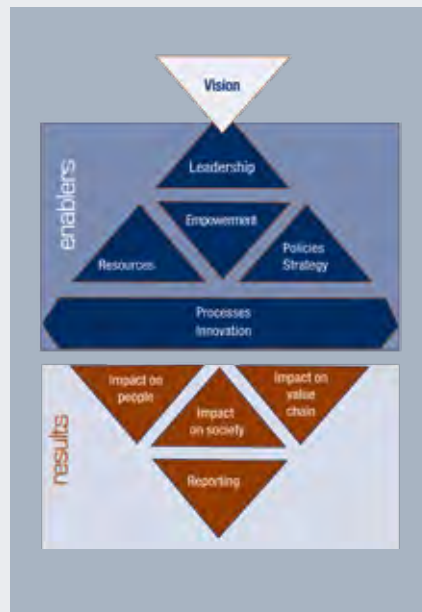 Vision
enablers
Leadership
Empowerment
Resources
Policies
Strategy
Processes
Innovation
results
Impact on
people
Impact
on society
Impact on
value
chain
Reporting